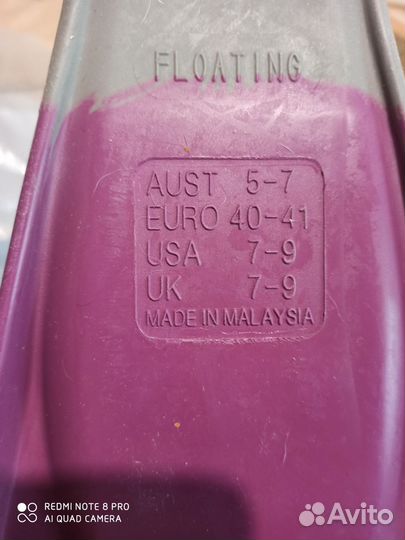 FLOATING
AUST 5-7
EURO 40-41
USA 7-9
UK 7-9
MADE IN MALAYSIA
REDMI NOTE 8 PRO
AI QUAD CAMERA
Avito